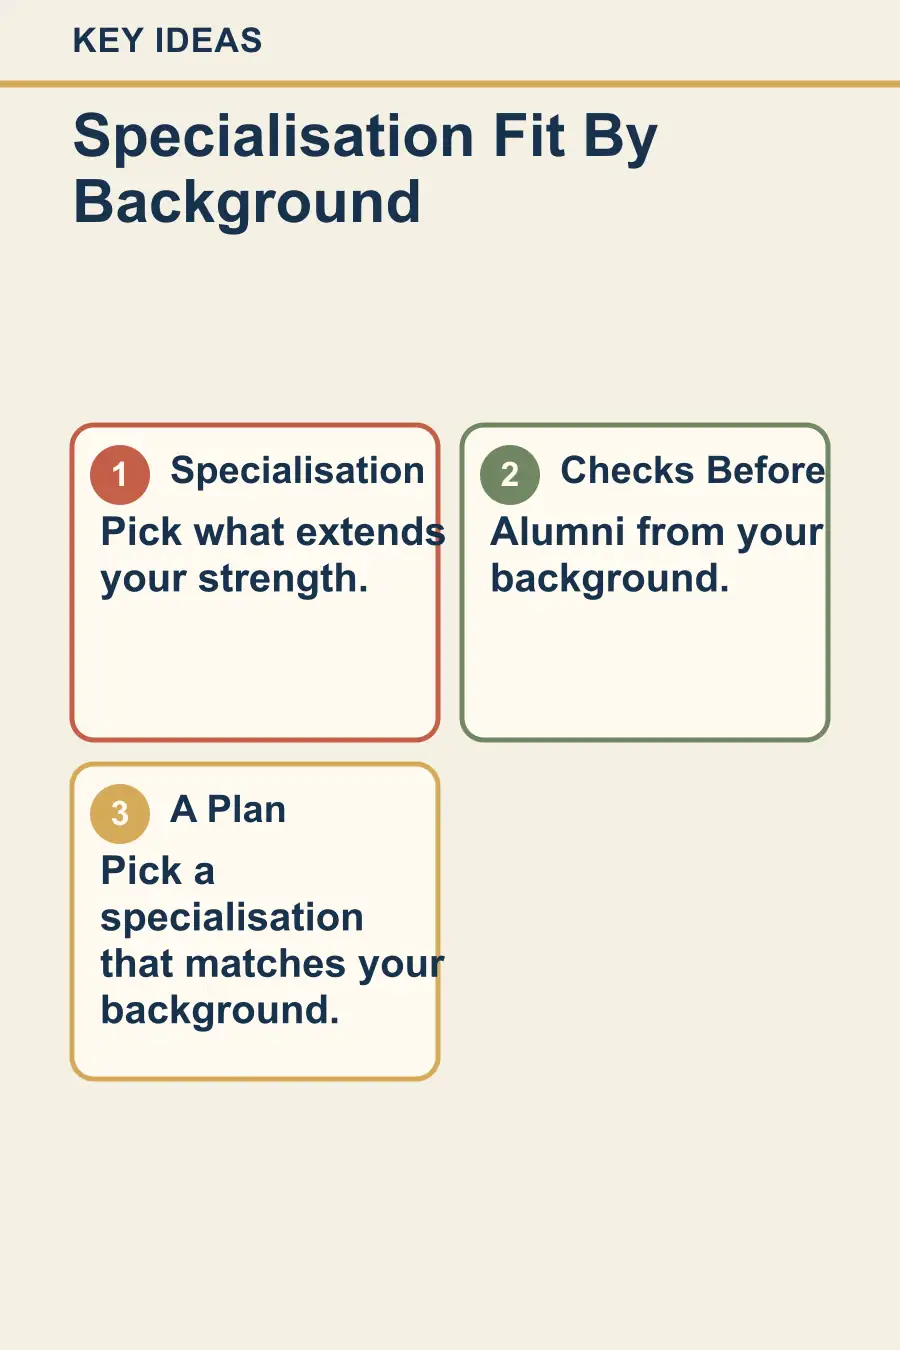 KEY IDEAS
Specialisation Fit By
Background
1
Specialisation
Pick what extends
your strength.
2
Checks Before
Alumni from your
background.
3
A Plan
Pick a
specialisation
that matches your
background.